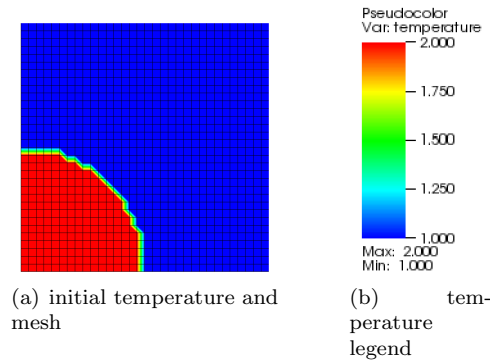 Pseudocolor
Var: temperature
2.000
1.750
1.500
1.250
1.000
Max: 2.000
Min: 1.000
(a) initial temperature and
mesh
(b) tem-
perature
legend